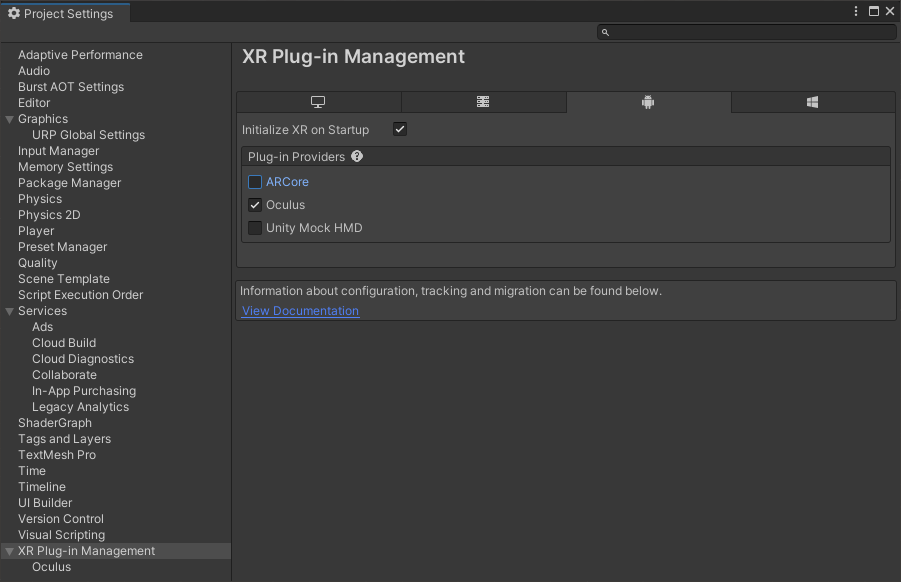 Project Settings
Adaptive Performance
Audio
Burst AOT Settings
Editor
Graphics
URP Global Settings
Input Manager
Memory Settings
Package Manager
Physics
Physics 2D
Player
Preset Manager
Quality
Scene Template
Script Execution Order
Services
Ads
Cloud Build
Cloud Diagnostics
Collaborate
In-App Purchasing
Legacy Analytics
ShaderGraph
Tags and Layers
TextMesh Pro
Time
Timeline
UI Builder
Version Control
Visual Scripting
XR Plug-in Management
Oculus
XR Plug-in Management
Initialize XR on Startup
Plug-in Providers ?
ARCore
Oculus
Unity Mock HMD
Information about configuration, tracking and migration can be found below.
View Documentation